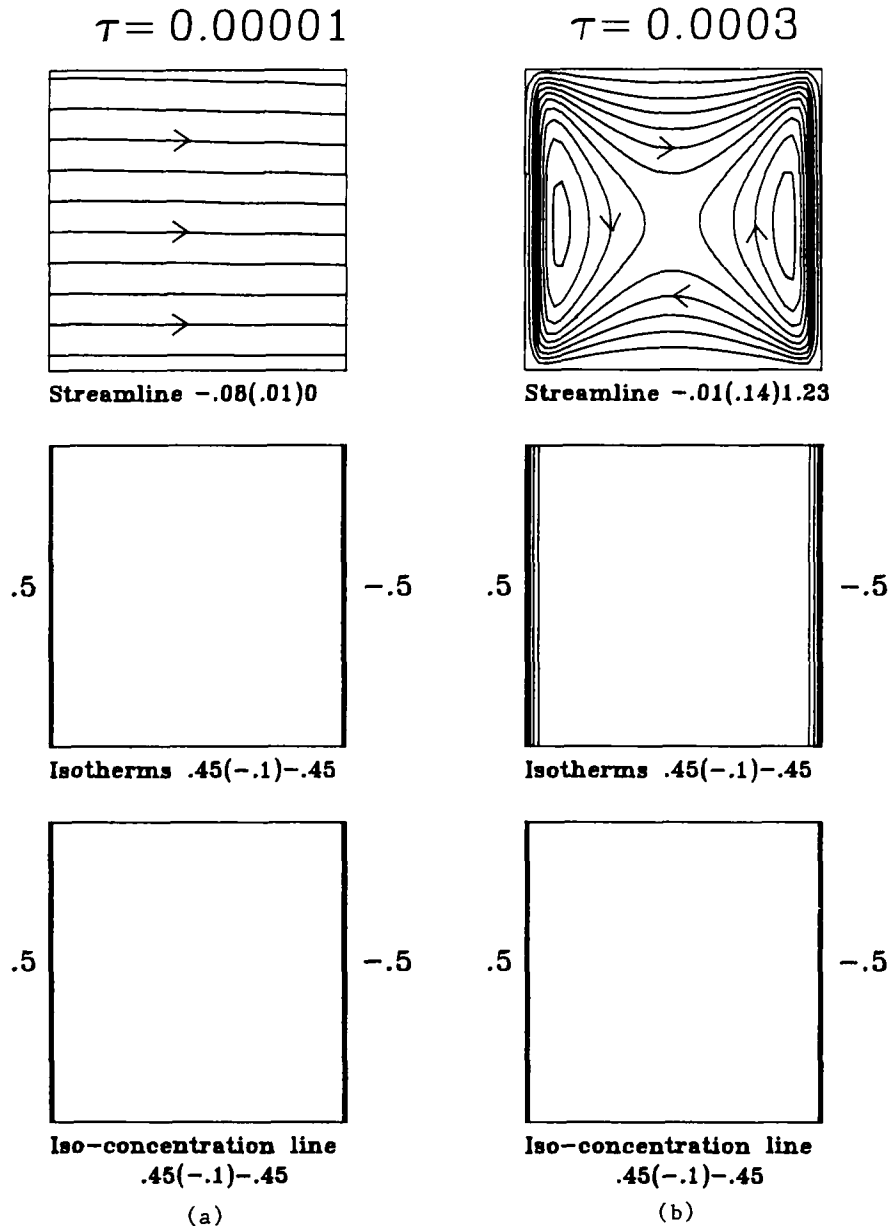 τ= 0.00001
τ= 0.0003
Streamline -.08(.01)0
Streamline -.01(.14)1.23
.5
-.5
.5
-.5
Isotherms .45(-.1)-.45
Isotherms .45(-.1)-.45
.5
-.5
.5
-.5
Iso-concentration line
.45(-.1)-.45
Iso-concentration line
.45(-.1)-.45
(a)
(b)